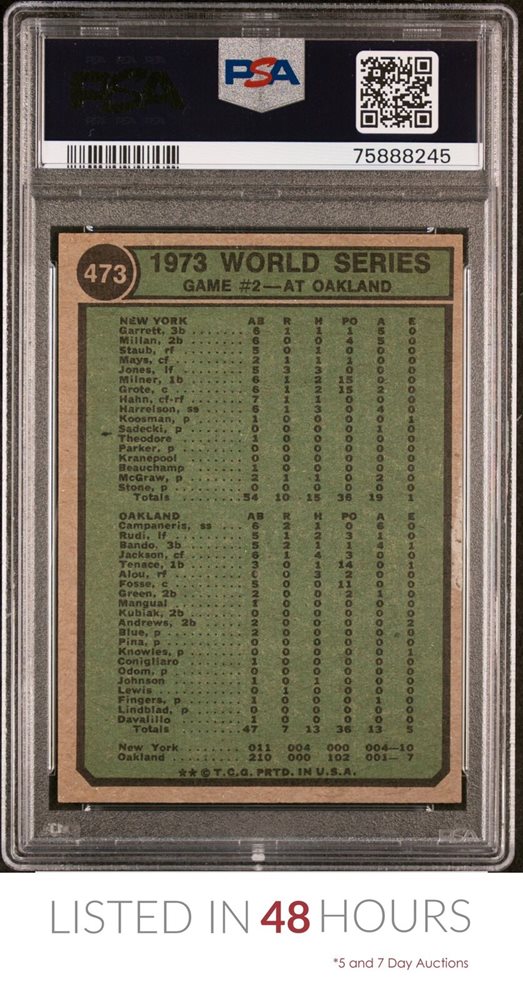 PSA
PSA
75888245
473
1973 WORLD SERIES
GAME #2—AT OAKLAND
NEW YORK AB R H PO A E
Garrett, 3b 6 1 1 1 5 0
Millan, 2b 6 0 0 4 5 0
Staub, rf 5 0 1 0 0 0
Mays, cf 2 1 1 1 0 0
Jones, lf 5 3 3 0 0 0
Milner, 1b 6 1 2 15 0 0
Grote, c 6 1 2 15 2 0
Hahn, cf-rf 7 1 1 0 0 0
Harrelson, ss 6 1 3 0 4 0
Koosman, p 1 0 0 0 0 1
Sadecki, p 0 0 0 0 1 0
Theodore 1 0 0 0 0 0
Parker, p 0 0 0 0 0 0
Kranepool 0 0 0 0 0 0
Beauchamp 1 0 0 0 0 0
McGraw, p 2 1 1 0 2 0
Stone, p 0 0 0 0 0 0
Totals 54 10 15 36 19 1
OAKLAND AB R H PO A E
Campaneris, ss 6 2 1 0 6 0
Rudi, lf 5 1 2 3 1 0
Bando, 3b 5 2 1 1 4 1
Jackson, cf 6 1 4 3 0 0
Tenace, 1b 3 0 1 14 0 1
Alou, rf 0 3 2 0 0
Fosse, c 5 0 0 11 0 0
Green, 2b 2 0 0 2 1 0
Mangual 1 0 0 0 0 0
Kubiak, 2b 0 0 0 0 0 0
Andrews, 2b 2 0 0 0 0 2
Blue, p 2 0 0 0 0 0
Pina, p 0 0 0 0 0 0
Knowles, p 0 0 0 0 0 1
Conigliaro 1 0 0 0 0 0
Odom, p 0 0 0 0 0 0
Johnson 1 0 1 0 0 0
Lewis 0 1 0 0 0 0
Fingers, p 1 0 0 0 1 0
Lindblad, p 0 0 0 0 0 0
Davalillo 1 0 0 0 0 0
Totals 47 7 13 36 13 5
New York 011 004 000 004—10
Oakland 210 000 102 001— 7
★★ © T.C.G. PRTD. IN U.S.A.
PSA
LISTED IN 48 HOURS
*5 and 7 Day Auctions